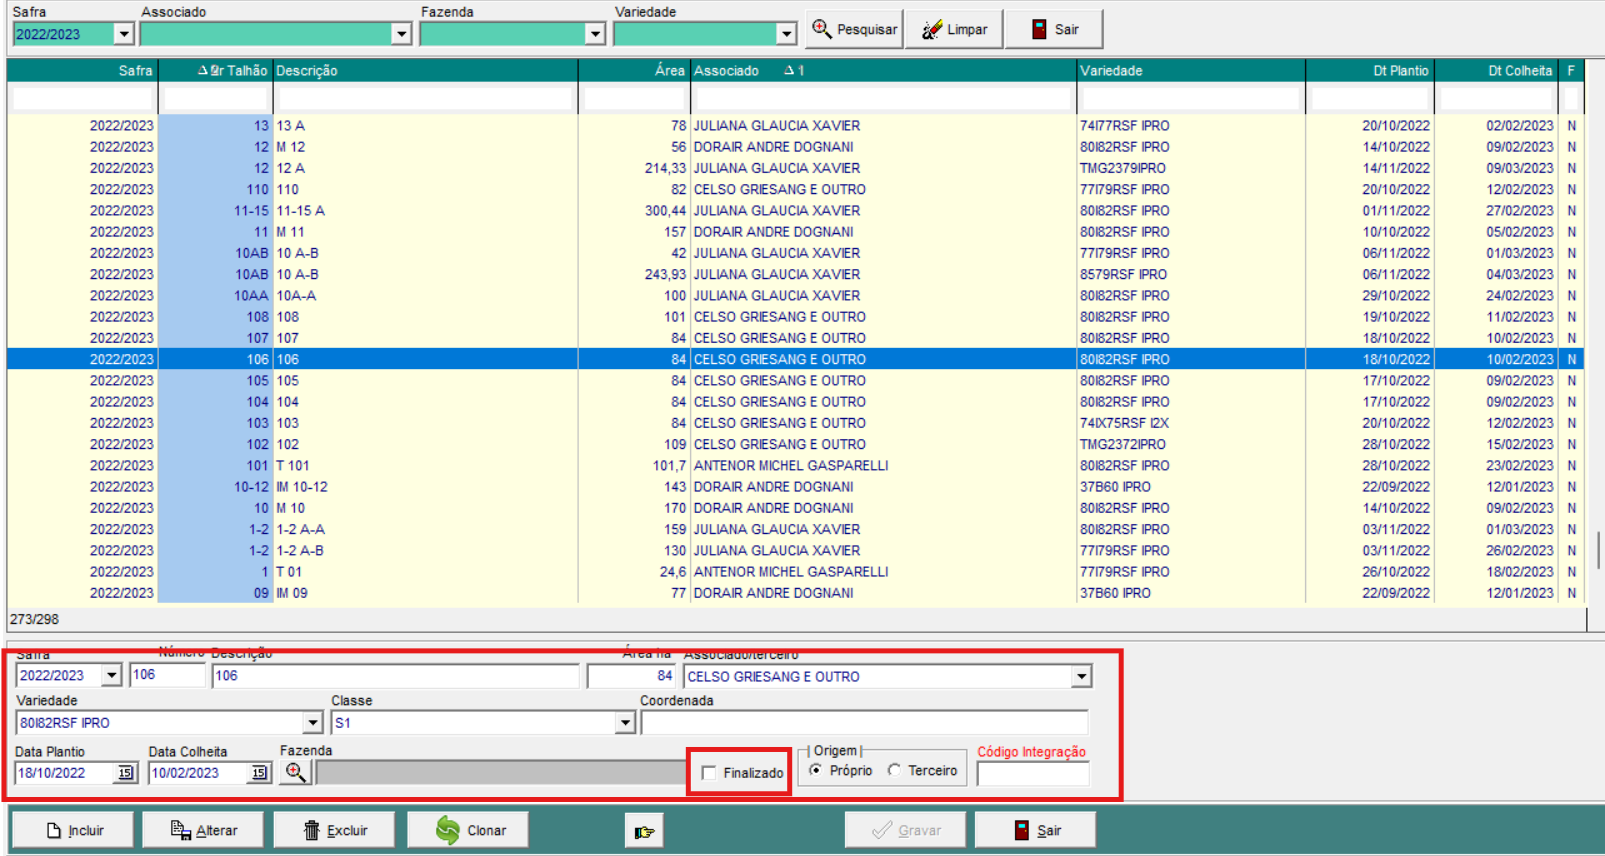 Safra Associado Fazenda Variedade
2022/2023 Pesquisar Limpar Sair
Safra Nr Talhão Descrição Área Associado 1 Variedade Dt Plantio Dt Colheita F
2022/2023 13 13 A 78 JULIANA GLAUCIA XAVIER 74I77RSF IPRO 20/10/2022 02/02/2023 N
2022/2023 12 M 12 56 DORAIR ANDRE DOGNANI 80I82RSF IPRO 14/10/2022 09/02/2023 N
2022/2023 12 12 A 214,33 JULIANA GLAUCIA XAVIER TMG2379IPRO 14/11/2022 09/03/2023 N
2022/2023 110 110 82 CELSO GRIESANG E OUTRO 77I79RSF IPRO 20/10/2022 12/02/2023 N
2022/2023 11-15 11-15 A 300,44 JULIANA GLAUCIA XAVIER 80I82RSF IPRO 01/11/2022 27/02/2023 N
2022/2023 11 M 11 157 DORAIR ANDRE DOGNANI 80I82RSF IPRO 10/10/2022 05/02/2023 N
2022/2023 10AB 10 A-B 42 JULIANA GLAUCIA XAVIER 77I79RSF IPRO 06/11/2022 01/03/2023 N
2022/2023 10AB 10 A-B 243,93 JULIANA GLAUCIA XAVIER 8579RSF IPRO 06/11/2022 04/03/2023 N
2022/2023 10AA 10A-A 100 JULIANA GLAUCIA XAVIER 80I82RSF IPRO 29/10/2022 24/02/2023 N
2022/2023 108 108 101 CELSO GRIESANG E OUTRO 80I82RSF IPRO 19/10/2022 11/02/2023 N
2022/2023 107 107 84 CELSO GRIESANG E OUTRO 80I82RSF IPRO 18/10/2022 10/02/2023 N
2022/2023 106 106 84 CELSO GRIESANG E OUTRO 80I82RSF IPRO 18/10/2022 10/02/2023 N
2022/2023 105 105 84 CELSO GRIESANG E OUTRO 80I82RSF IPRO 17/10/2022 09/02/2023 N
2022/2023 104 104 84 CELSO GRIESANG E OUTRO 80I82RSF IPRO 17/10/2022 09/02/2023 N
2022/2023 103 103 84 CELSO GRIESANG E OUTRO 74IX75RSF I2X 20/10/2022 12/02/2023 N
2022/2023 102 102 109 CELSO GRIESANG E OUTRO TMG2372IPRO 28/10/2022 15/02/2023 N
2022/2023 101 T 101 101,7 ANTENOR MICHEL GASPARELLI 80I82RSF IPRO 28/10/2022 23/02/2023 N
2022/2023 10-12 IM 10-12 143 DORAIR ANDRE DOGNANI 37B60 IPRO 22/09/2022 12/01/2023 N
2022/2023 10 M 10 170 DORAIR ANDRE DOGNANI 80I82RSF IPRO 14/10/2022 09/02/2023 N
2022/2023 1-2 1-2 A-A 159 JULIANA GLAUCIA XAVIER 80I82RSF IPRO 03/11/2022 01/03/2023 N
2022/2023 1-2 1-2 A-B 130 JULIANA GLAUCIA XAVIER 77I79RSF IPRO 03/11/2022 26/02/2023 N
2022/2023 1 T 01 24,6 ANTENOR MICHEL GASPARELLI 77I79RSF IPRO 26/10/2022 18/02/2023 N
2022/2023 09 IM 09 77 DORAIR ANDRE DOGNANI 37B60 IPRO 22/09/2022 12/01/2023 N
273/298
Safra Número Descrição Área ha Associado/terceiro
2022/2023 106 106 84 CELSO GRIESANG E OUTRO
Variedade Classe Coordenada
80I82RSF IPRO S1
Data Plantio Data Colheita Fazenda Origem Código Integração
18/10/2022 15 10/02/2023 15 Finalizado Próprio Terceiro
Incluir Alterar Excluir Clonar Gravar Sair